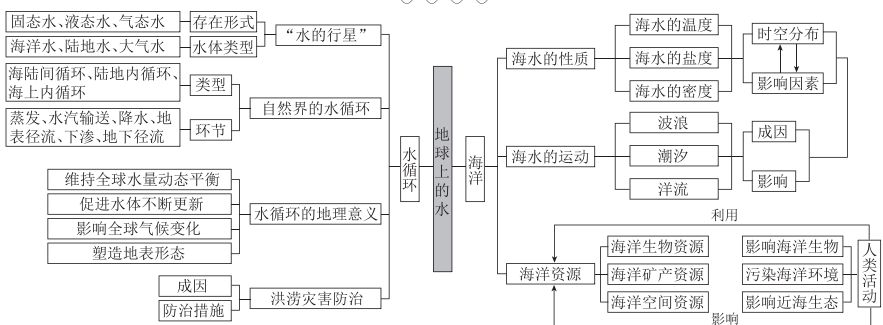 固态水、液态水、气态水
存在形式
海洋水、陆地水、大气水
水体类型
“水的行星”
海陆间循环、陆地内循环、
海上内循环
类型
蒸发、水汽输送、降水、地
表径流、下渗、地下径流
环节
自然界的水循环
维持全球水量动态平衡
促进水体不断更新
影响全球气候变化
塑造地表形态
水循环的地理意义
成因
防治措施
洪涝灾害防治
水循环
地球上的水
海洋
海水的性质
海水的温度
海水的盐度
海水的密度
时空分布
影响因素
海水的运动
波浪
潮汐
洋流
成因
影响
利用
海洋资源
海洋生物资源
海洋矿产资源
海洋空间资源
影响海洋生物
污染海洋环境
影响近海生态
人类活动
影响